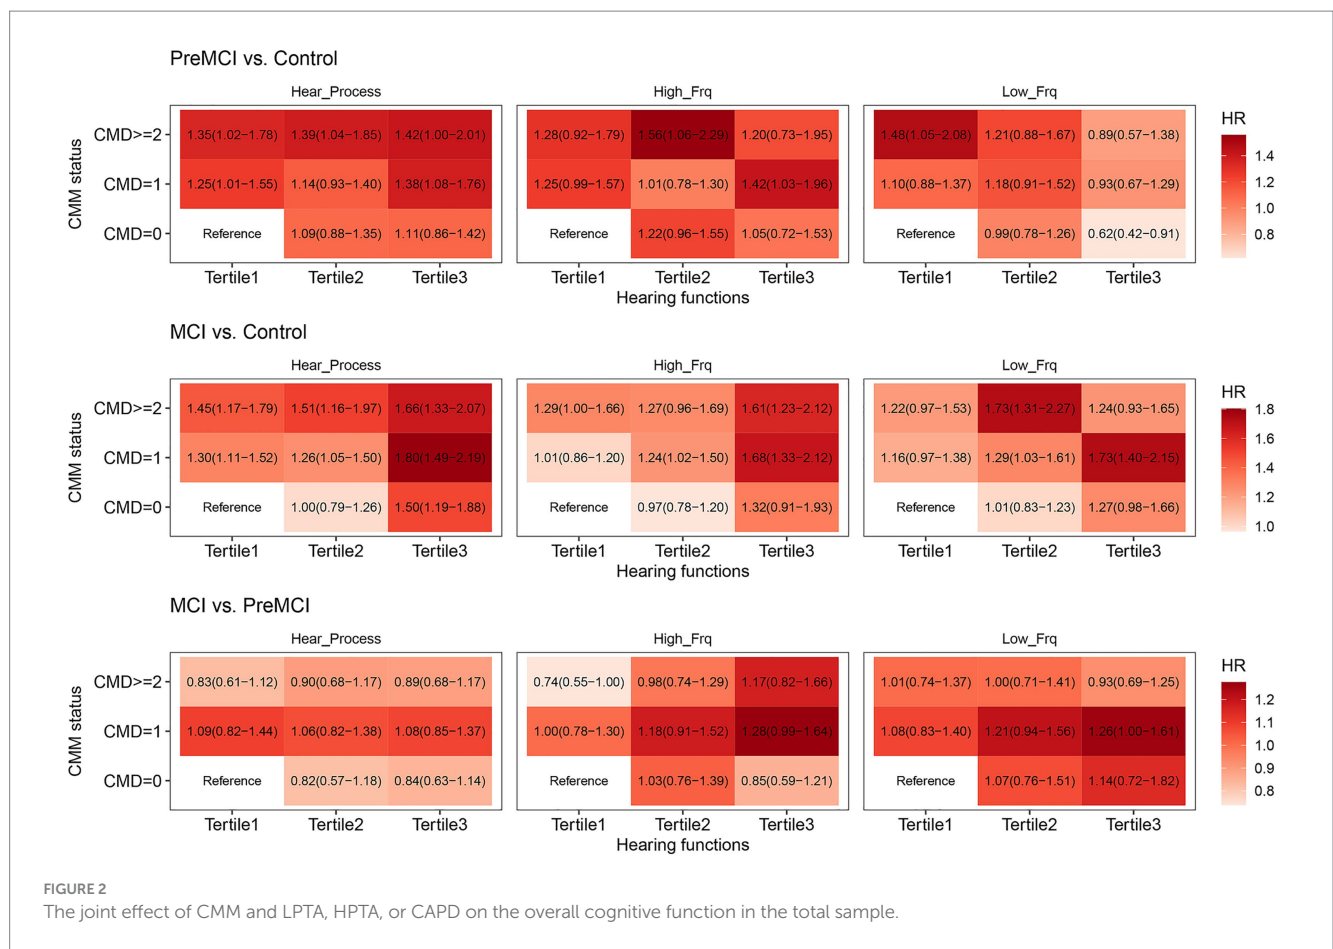 PreMCI vs. Control
Hear_Process High_Frq Low_Frq
HR
CMM status
CMD>=2 1.35(1.02−1.78) 1.39(1.04−1.85) 1.42(1.00−2.01) 1.28(0.92−1.79) 1.56(1.06−2.29) 1.20(0.73−1.95) 1.48(1.05−2.08) 1.21(0.88−1.67) 0.89(0.57−1.38)
CMD=1 1.25(1.01−1.55) 1.14(0.93−1.40) 1.38(1.08−1.76) 1.25(0.99−1.57) 1.01(0.78−1.30) 1.42(1.03−1.96) 1.10(0.88−1.37) 1.18(0.91−1.52) 0.93(0.67−1.29)
CMD=0 Reference 1.09(0.88−1.35) 1.11(0.86−1.42) Reference 1.22(0.96−1.55) 1.05(0.72−1.53) Reference 0.99(0.78−1.26) 0.62(0.42−0.91)
1.4
1.2
1.0
0.8
Tertile1 Tertile2 Tertile3 Tertile1 Tertile2 Tertile3 Tertile1 Tertile2 Tertile3
Hearing functions
MCI vs. Control
Hear_Process High_Frq Low_Frq
HR
CMM status
CMD>=2 1.45(1.17−1.79) 1.51(1.16−1.97) 1.66(1.33−2.07) 1.29(1.00−1.66) 1.27(0.96−1.69) 1.61(1.23−2.12) 1.22(0.97−1.53) 1.73(1.31−2.27) 1.24(0.93−1.65)
CMD=1 1.30(1.11−1.52) 1.26(1.05−1.50) 1.80(1.49−2.19) 1.01(0.86−1.20) 1.24(1.02−1.50) 1.68(1.33−2.12) 1.16(0.97−1.38) 1.29(1.03−1.61) 1.73(1.40−2.15)
CMD=0 Reference 1.00(0.79−1.26) 1.50(1.19−1.88) Reference 0.97(0.78−1.20) 1.32(0.91−1.93) Reference 1.01(0.83−1.23) 1.27(0.98−1.66)
1.8
1.6
1.4
1.2
1.0
Tertile1 Tertile2 Tertile3 Tertile1 Tertile2 Tertile3 Tertile1 Tertile2 Tertile3
Hearing functions
MCI vs. PreMCI
Hear_Process High_Frq Low_Frq
HR
CMM status
CMD>=2 0.83(0.61−1.12) 0.90(0.68−1.17) 0.89(0.68−1.17) 0.74(0.55−1.00) 0.98(0.74−1.29) 1.17(0.82−1.66) 1.01(0.74−1.37) 1.00(0.71−1.41) 0.93(0.69−1.25)
CMD=1 1.09(0.82−1.44) 1.06(0.82−1.38) 1.08(0.85−1.37) 1.00(0.78−1.30) 1.18(0.91−1.52) 1.28(0.99−1.64) 1.08(0.83−1.40) 1.21(0.94−1.56) 1.26(1.00−1.61)
CMD=0 Reference 0.82(0.57−1.18) 0.84(0.63−1.14) Reference 1.03(0.76−1.39) 0.85(0.59−1.21) Reference 1.07(0.76−1.51) 1.14(0.72−1.82)
1.2
1.1
1.0
0.9
0.8
Tertile1 Tertile2 Tertile3 Tertile1 Tertile2 Tertile3 Tertile1 Tertile2 Tertile3
Hearing functions
FIGURE 2
The joint effect of CMM and LPTA, HPTA, or CAPD on the overall cognitive function in the total sample.